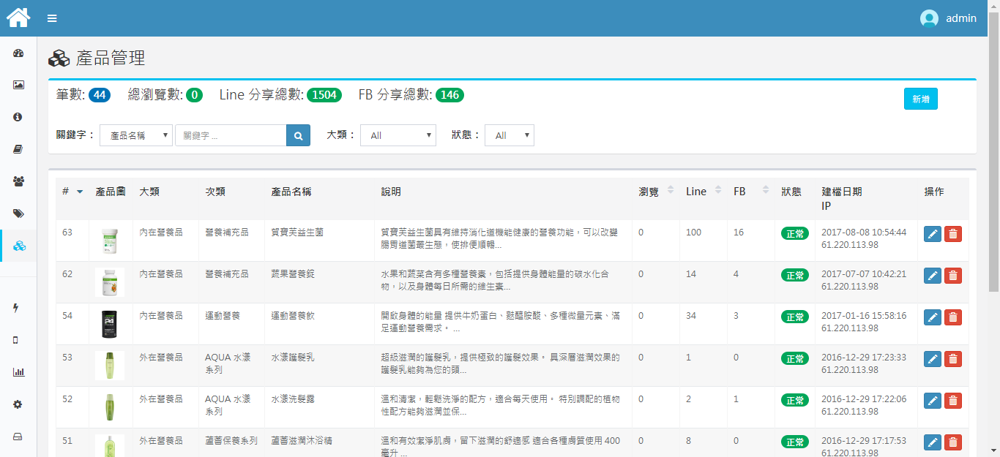 admin
產品管理
筆數: 44 總瀏覽數: 0 Line 分享總數: 1504 FB 分享總數: 146 新增
關鍵字： 產品名稱 關鍵字 ... 大類： All 狀態： All
# 產品圖 大類 次類 產品名稱 說明 瀏覽 Line FB 狀態 建檔日期 操作
IP
63 內在營養品 營養補充品 賀寶芙益生菌 賀寶芙益生菌具有維持消化道機能健康的營養功能，可以改變 0 100 16 正常 2017-08-08 10:54:44
腸胃道菌叢生態，使排便順暢... 61.220.113.98
62 內在營養品 營養補充品 蔬果營養錠 水果和蔬菜含有多種營養素，包括提供身體能量的碳水化合 0 14 4 正常 2017-07-07 10:42:21
物，以及身體每日所需的維生素... 61.220.113.98
54 內在營養品 運動營養 運動營養飲 開啟身體的能量 提供牛奶蛋白、麩醯胺酸、多種微量元素、滿 0 34 3 正常 2017-01-16 15:58:16
足運動營養需求。 ... 61.220.113.98
53 外在營養品 AQUA 水漾 水漾護髮乳 超級滋潤的護髮乳，提供極致的護髮效果。 具深層滋潤效果的 0 1 0 正常 2016-12-29 17:23:33
系列 護髮乳能夠為您的頭... 61.220.113.98
52 外在營養品 AQUA 水漾 水漾洗髮露 溫和清潔，輕鬆洗淨的配方，適合每天使用。 特別調配的植物 0 2 1 正常 2016-12-29 17:22:06
系列 性配方能夠滋潤並保... 61.220.113.98
51 外在營養品 蘆薈保養系列 蘆薈滋潤沐浴精 溫和有效潔淨肌膚，留下滋潤的舒適感 適合各種膚質使用 400 0 8 0 正常 2016-12-29 17:17:53
毫升 ... 61.220.113.98